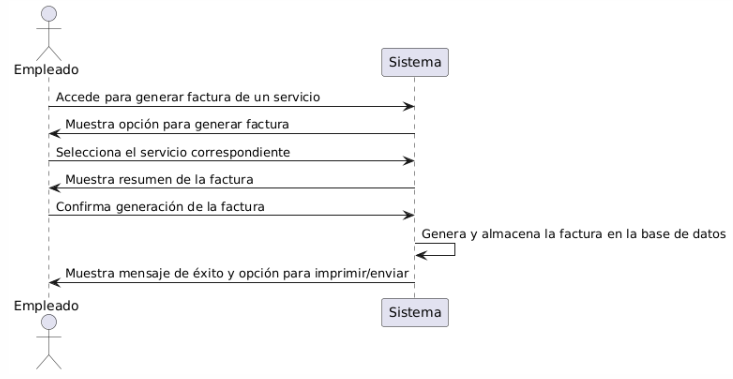 Empleado
Sistema
Accede para generar factura de un servicio
Muestra opción para generar factura
Selecciona el servicio correspondiente
Muestra resumen de la factura
Confirma generación de la factura
Genera y almacena la factura en la base de datos
Muestra mensaje de éxito y opción para imprimir/enviar
Empleado
Sistema